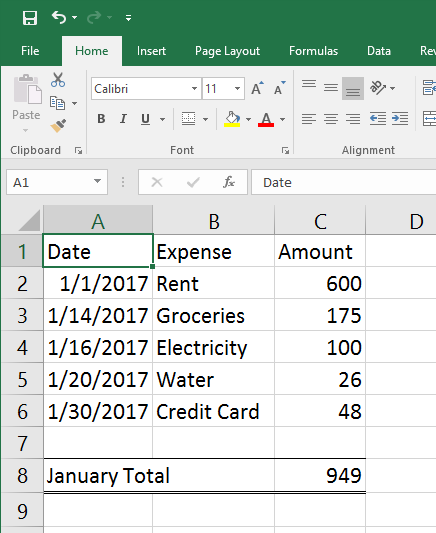 File Home Insert Page Layout Formulas Data Re
Paste Calibri 11 A A
B I U A
Clipboard Font Alignment
A1 fx Date
A B C D
1 Date Expense Amount
2 1/1/2017 Rent 600
3 1/14/2017 Groceries 175
4 1/16/2017 Electricity 100
5 1/20/2017 Water 26
6 1/30/2017 Credit Card 48
7
8 January Total 949
9